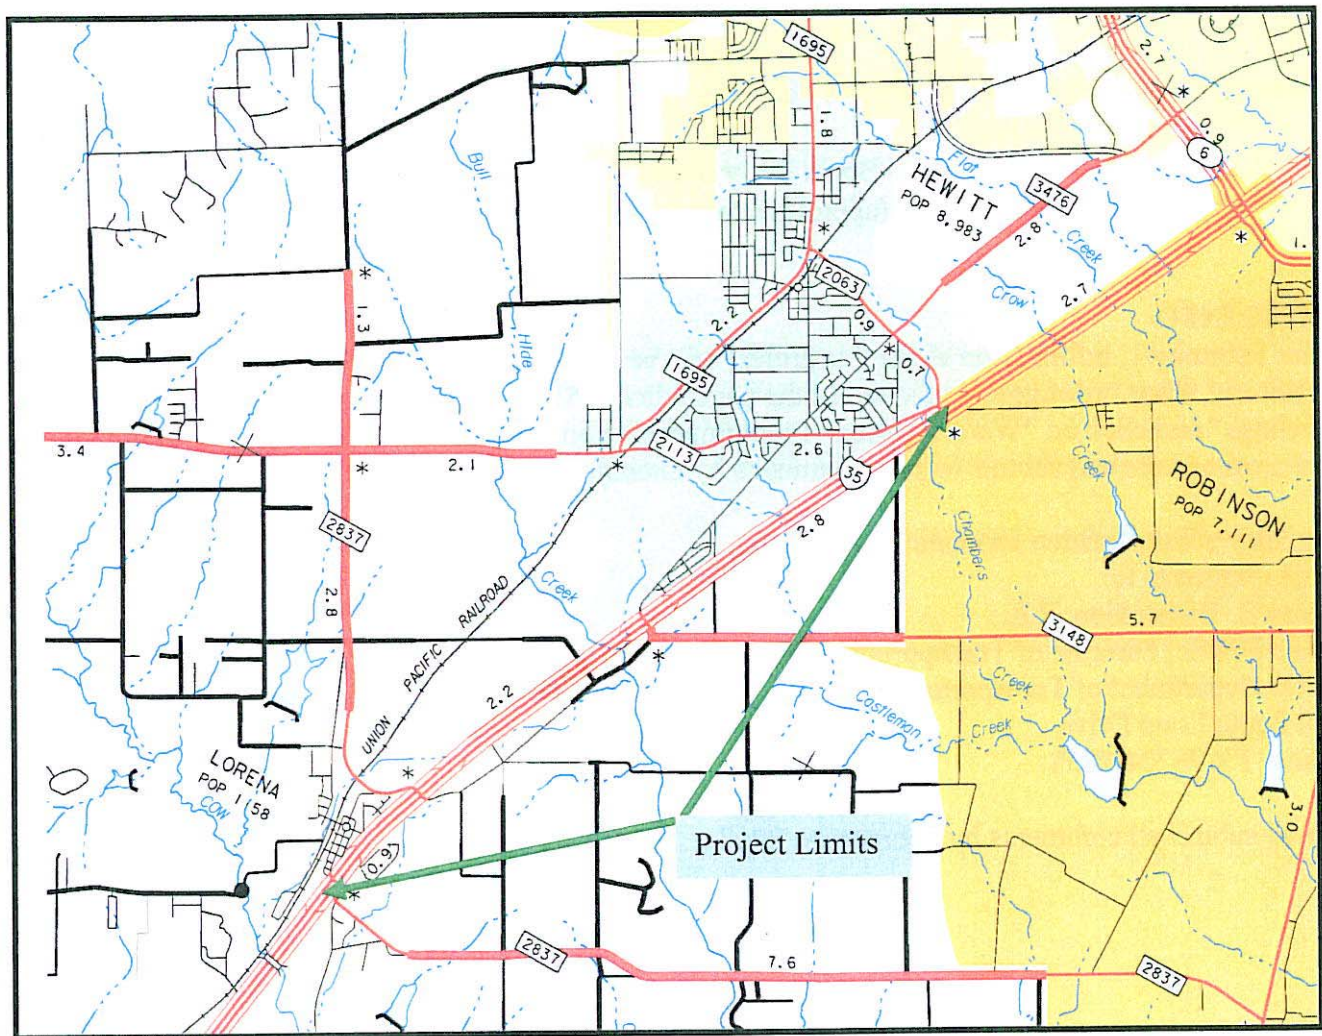 1695
2.7
0.9
6
1.8
Bull
Flat
HEWITT
POP 8,983
3476
2.8
Creek
Crow
2.7
1.
1.3
Hide
2063
2.2
0.9
0.7
1695
3.4
2.1
2113
2.6
35
Creek
ROBINSON
POP 7,111
2837
2.8
Chambers
2.8
Creek
RAILROAD
PACIFIC
UNION
5.7
3148
2.2
Creek
Castleman
Creek
LORENA
POP 1,58
Cow
3.0
Project Limits
0.9
2837
7.6
2837